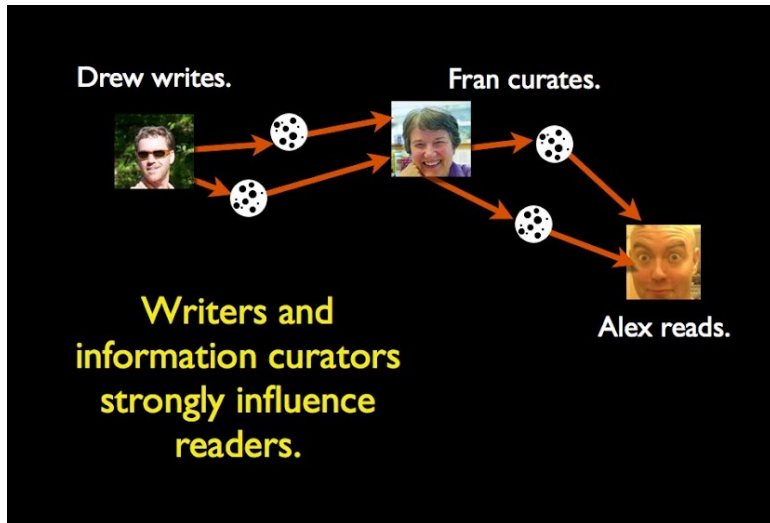 Drew writes.
Fran curates.
Alex reads.
Writers and
information curators
strongly influence
readers.